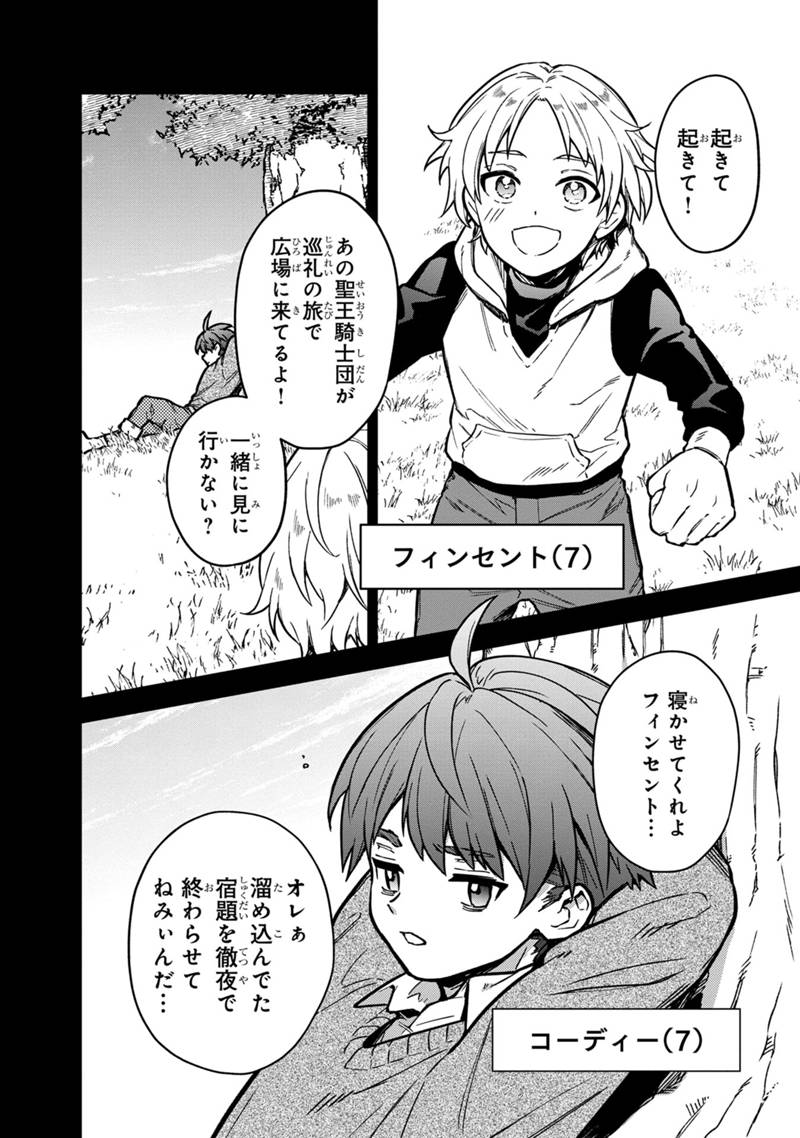 起きて
起きて！
フィンセント（7）
あの聖王騎士団が
巡礼の旅で
広場に来てるよ！
一緒に見に
行かない？
寝かせてくれよ
フィンセント…
オレぁ
溜め込んでた
宿題を徹夜で
終わらせて
ねみぃんだ…
コーディー（7）